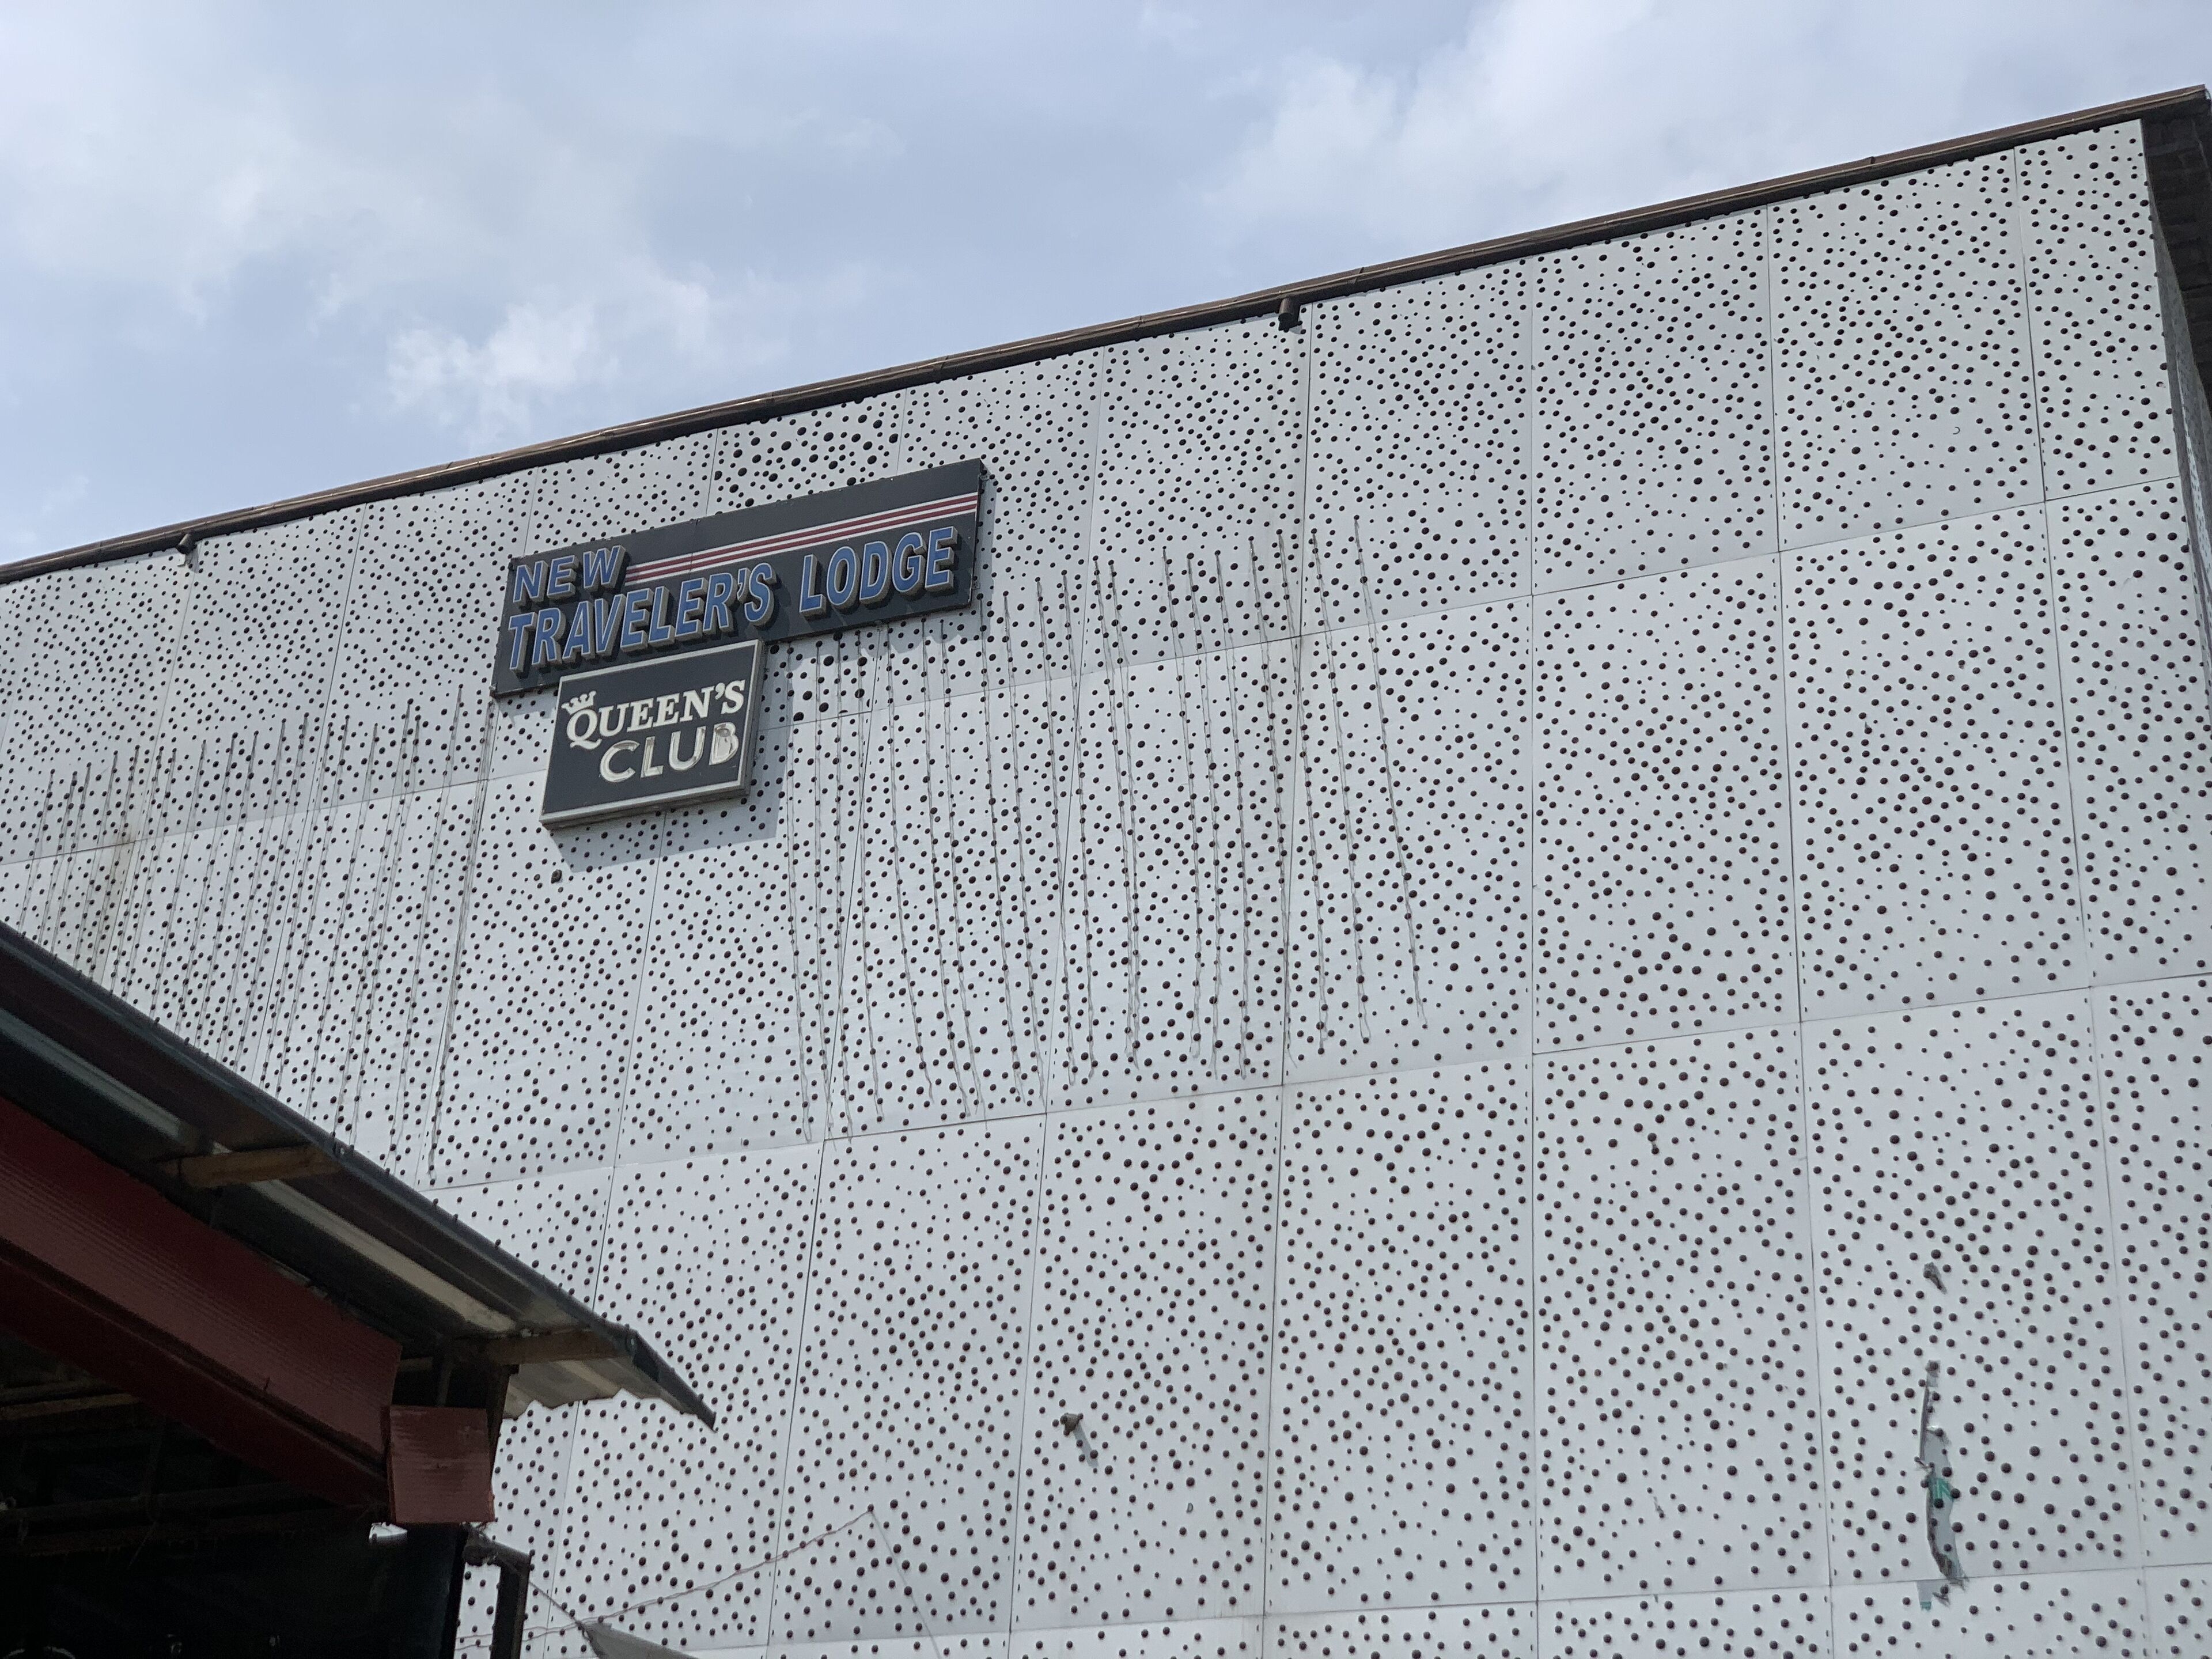 NEW
TRAVELER'S LODGE
QUEEN'S
CLUB